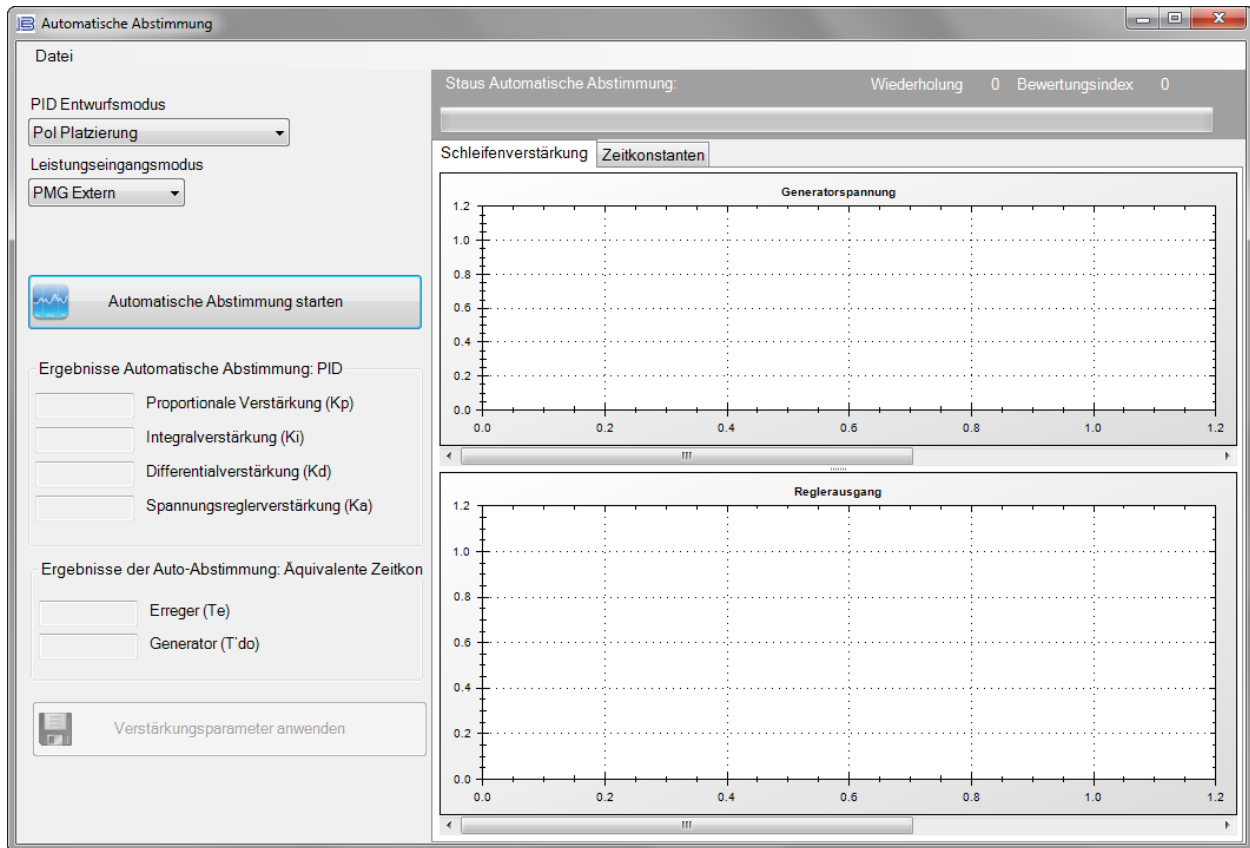 Automatische Abstimmung
Datei
PID Entwurfsmodus
Pol Platzierung
Leistungseingangsmodus
PMG Extern
Automatische Abstimmung starten
Ergebnisse Automatische Abstimmung: PID
Proportionale Verstärkung (Kp)
Integralverstärkung (Ki)
Differentialverstärkung (Kd)
Spannungsreglerverstärkung (Ka)
Ergebnisse der Auto-Abstimmung: Äquivalente Zeitkon
Erreger (Te)
Generator (T'do)
Verstärkungsparameter anwenden
Staus Automatische Abstimmung: Wiederholung 0 Bewertungsindex 0
Schleifenverstärkung Zeitkonstanten
Generatorspannung
1.2
1.0
0.8
0.6
0.4
0.2
0.0
0.0 0.2 0.4 0.6 0.8 1.0 1.2
Reglerausgang
1.2
1.0
0.8
0.6
0.4
0.2
0.0
0.0 0.2 0.4 0.6 0.8 1.0 1.2